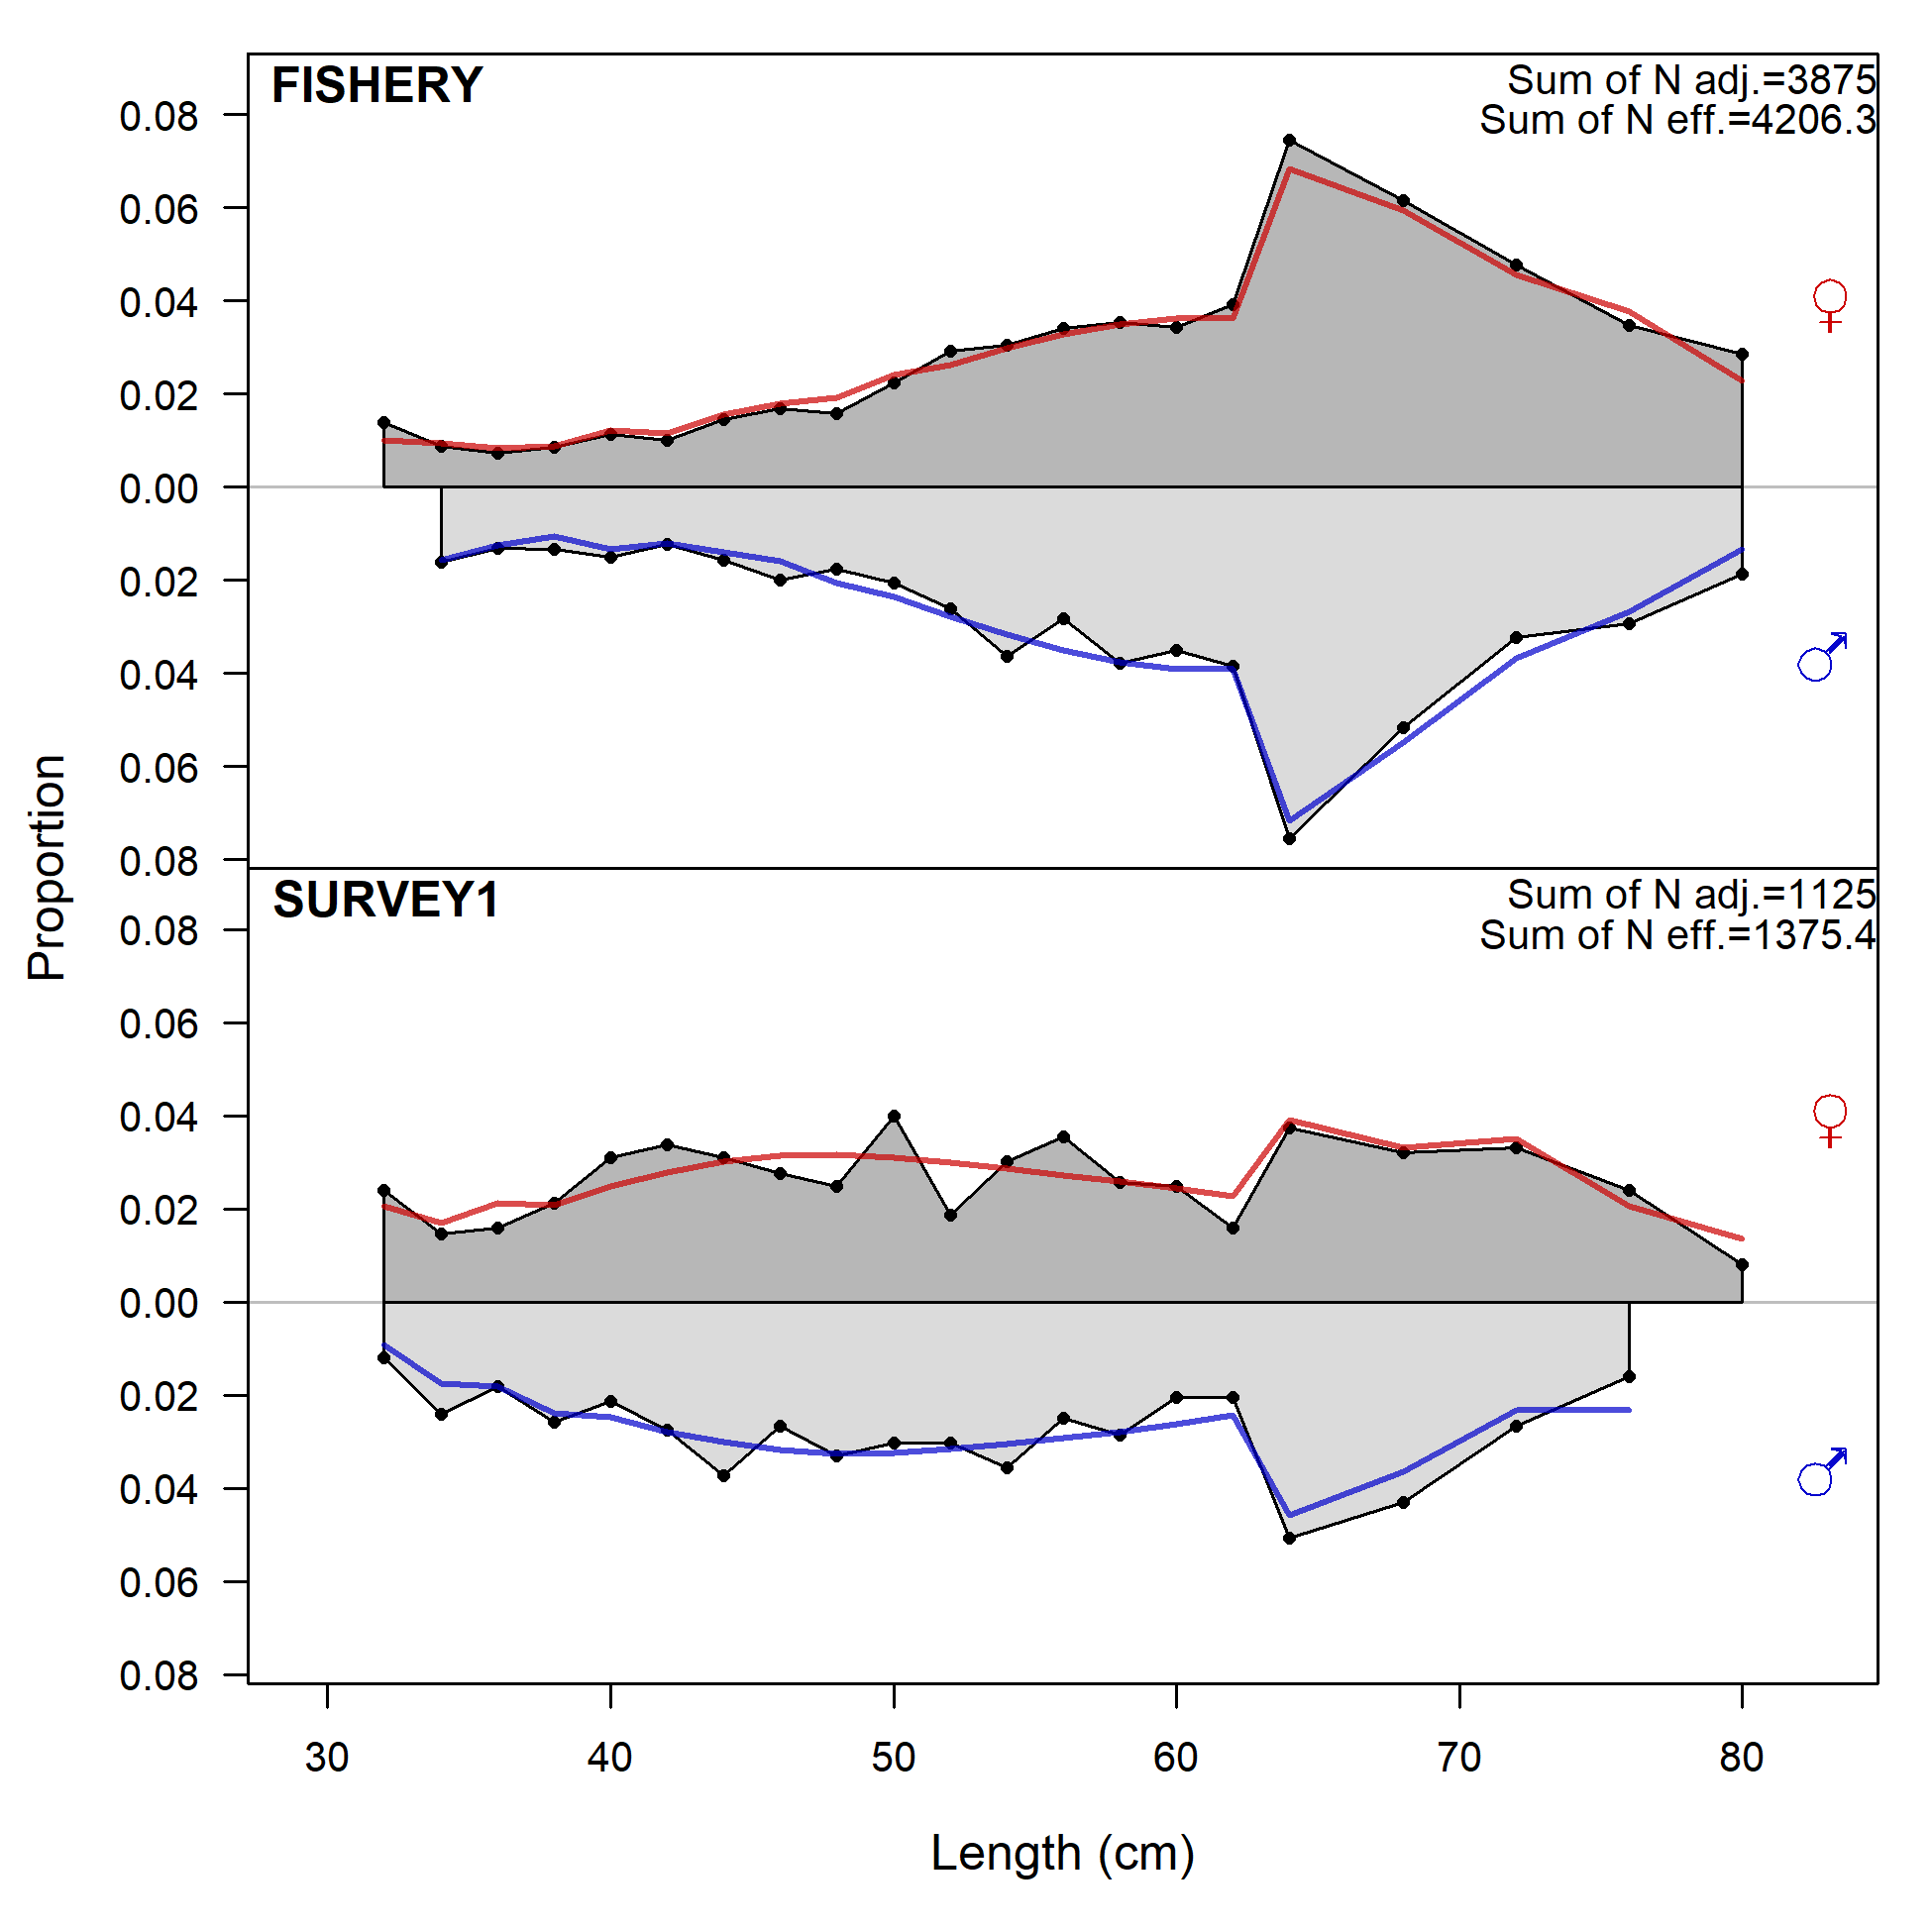 FISHERY
Sum of N adj.=3875
Sum of N eff.=4206.3
0.08
0.06
0.04
0.02
0.00
0.02
0.04
0.06
0.08
♀
♂
SURVEY1
Sum of N adj.=1125
Sum of N eff.=1375.4
0.08
0.06
0.04
0.02
0.00
0.02
0.04
0.06
0.08
♀
♂
Proportion
30 40 50 60 70 80
Length (cm)